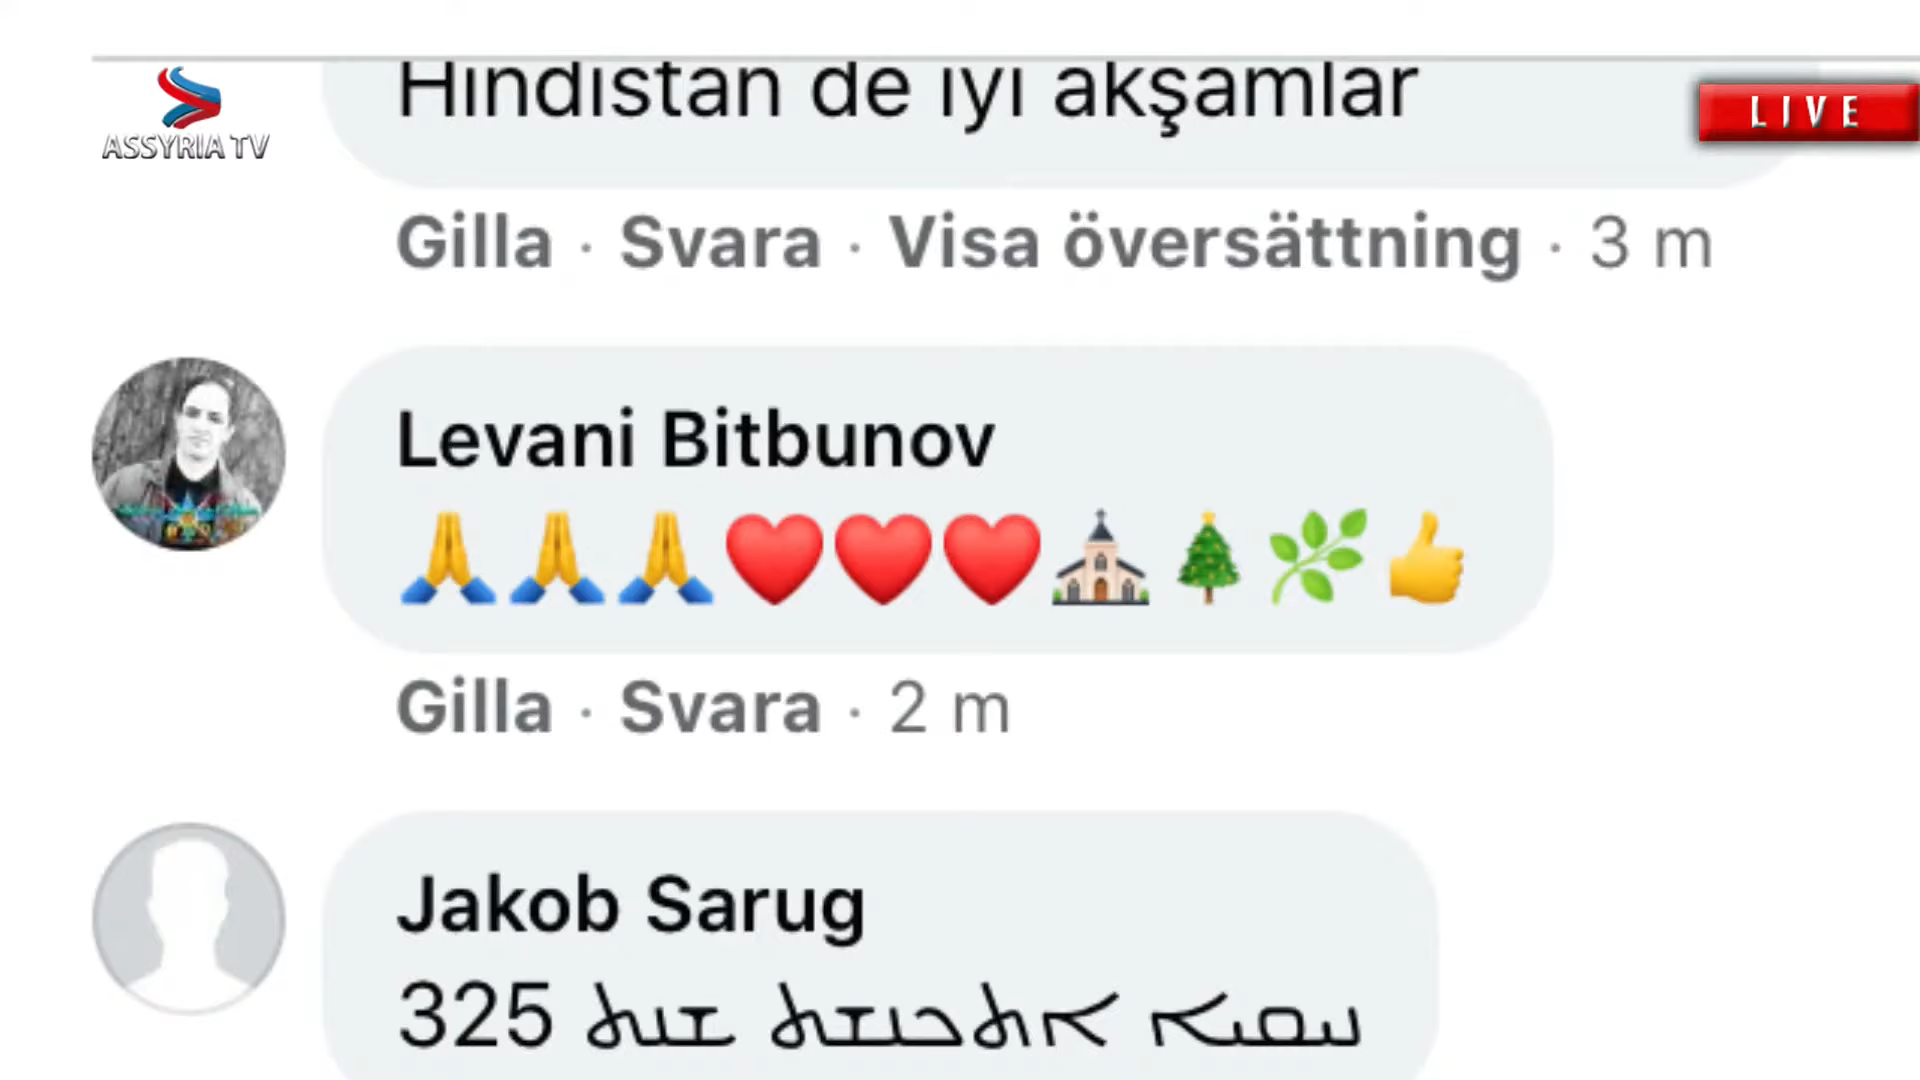 Hindistan de iyi akşamlar
ASSYRIA TV
LIVE
Gilla · Svara · Visa översättning · 3 m
Levani Bitbunov
🙏🙏🙏❤️❤️❤️⛪🎄🌿👍
Gilla · Svara · 2 m
Jakob Sarug
325